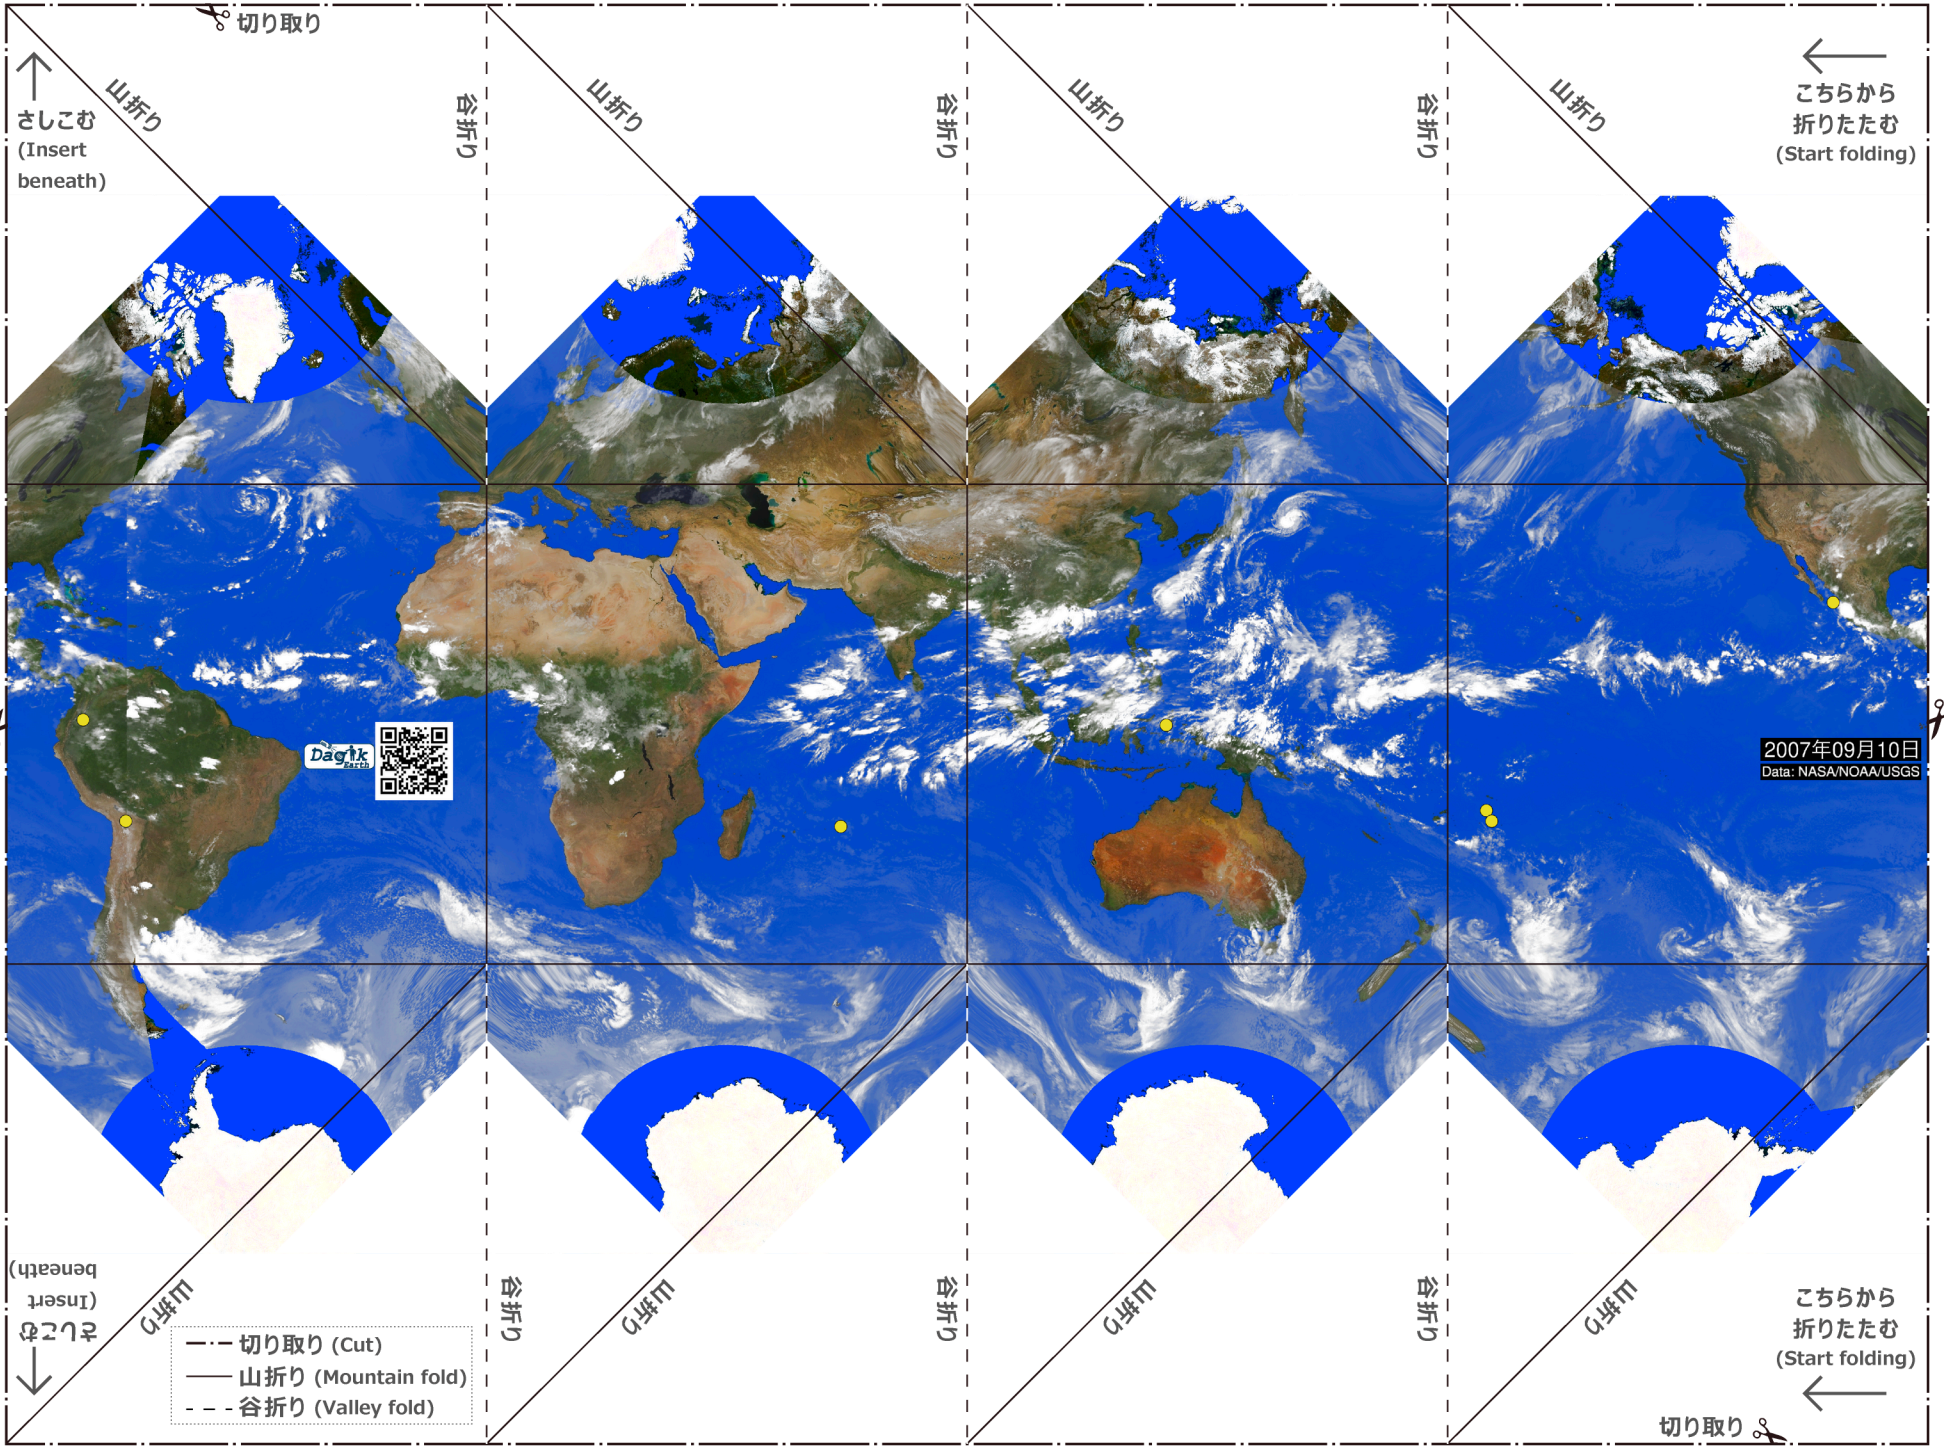 切り取り
さしこむ
(Insert
beneath)
山折り
谷折り
山折り
谷折り
山折り
谷折り
山折り
こちらから
折りたたむ
(Start folding)
Dagik
Earth
2007年09月10日
Data: NASA/NOAA/USGS
さしこむ
(Insert
beneath)
山折り
谷折り
山折り
谷折り
山折り
谷折り
山折り
こちらから
折りたたむ
(Start folding)
切り取り (Cut)
山折り (Mountain fold)
谷折り (Valley fold)
切り取り